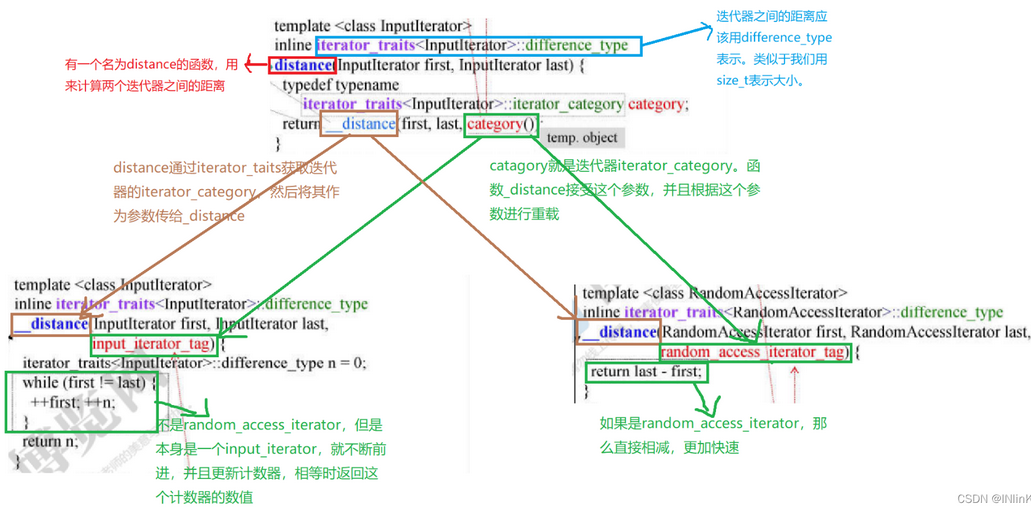 template <class InputIterator>
inline iterator_traits<InputIterator>::difference_type
distance(InputIterator first, InputIterator last) {
typedef typename
iterator_traits<InputIterator>::iterator_category category;
return __distance(first, last, category());
}
temp. object
迭代器之间的距离应
该用difference_type
表示。类似于我们用
size_t表示大小。
有一个名为distance的函数，用
来计算两个迭代器之间的距离
distance通过iterator_taits获取迭代
器的iterator_category，然后将其作
为参数传给_distance
catagory就是迭代器iterator_category。函
数_distance接受这个参数，并且根据这个参
数进行重载
template <class InputIterator>
inline iterator_traits<InputIterator>::difference_type
__distance(InputIterator first, InputIterator last,
input_iterator_tag) {
iterator_traits<InputIterator>::difference_type n = 0;
while (first != last) {
++first; ++n;
}
return n;
}
不是random_access_iterator，但是
本身是一个input_iterator，就不断前
进，并且更新计数器，相等时返回这
个计数器的数值
template <class RandomAccessIterator>
inline iterator_traits<RandomAccessIterator>::difference_type
__distance(RandomAccessIterator first, RandomAccessIterator last,
random_access_iterator_tag) {
return last - first;
}
如果是random_access_iterator，那
么直接相减，更加快速
博览网
CSDN @INlinK